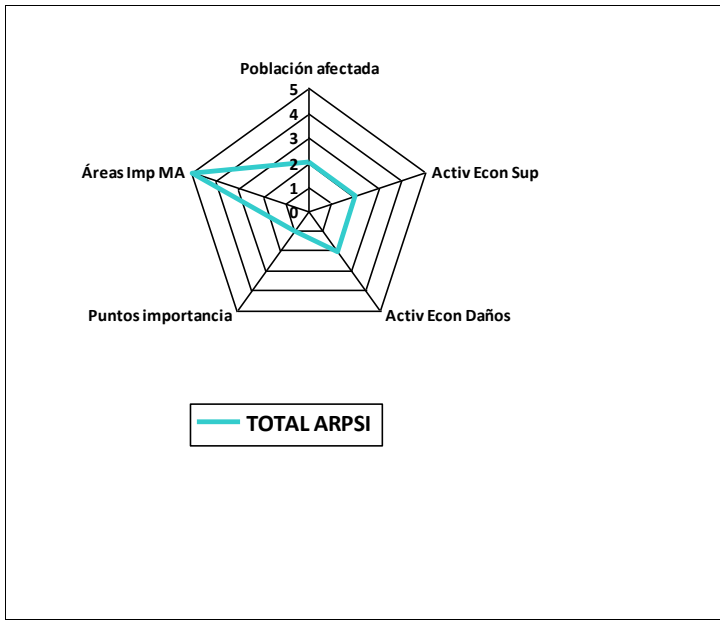 Población afectada
5
4
3
2
1
0
Áreas Imp MA
Activ Econ Sup
Puntos importancia
Activ Econ Daños
TOTAL ARPSI